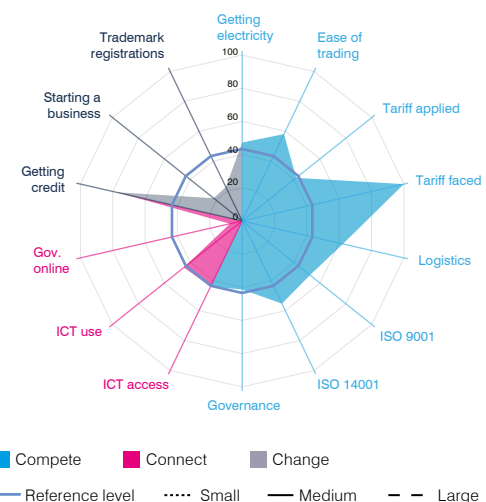 Getting
electricity
Trademark
registrations
Ease of
trading
100
80
60
40
20
0
Starting a
business
Tariff applied
Getting
credit
Tariff faced
Gov.
online
Logistics
ICT use
ISO 9001
ICT access
ISO 14001
Governance
Compete Connect Change
Reference level Small Medium Large